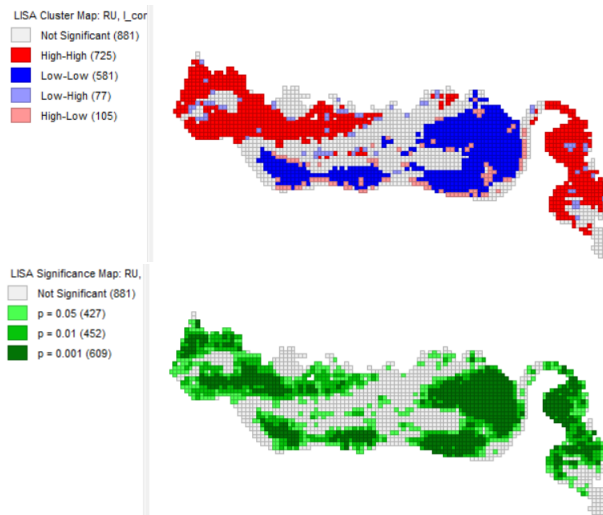 LISA Cluster Map: RU, I_cor
Not Significant (881)
High-High (725)
Low-Low (581)
Low-High (77)
High-Low (105)
LISA Significance Map: RU,
Not Significant (881)
p = 0.05 (427)
p = 0.01 (452)
p = 0.001 (609)